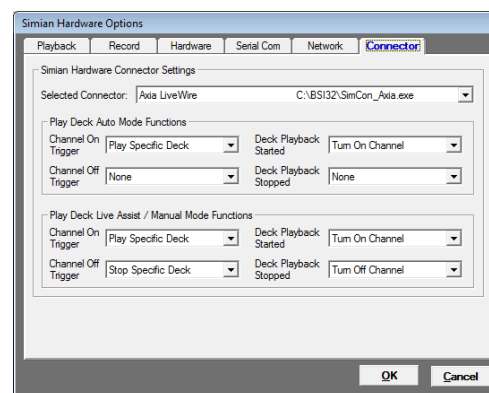 Simian Hardware Options
Playback Record Hardware Serial Com Network Connector
Simian Hardware Connector Settings
Selected Connector: Axia LiveWire C:\BSI32\SimCon_Axia.exe
Play Deck Auto Mode Functions
Channel On Trigger Play Specific Deck Deck Playback Started Turn On Channel
Channel Off Trigger None Deck Playback Stopped None
Play Deck Live Assist / Manual Mode Functions
Channel On Trigger Play Specific Deck Deck Playback Started Turn On Channel
Channel Off Trigger Stop Specific Deck Deck Playback Stopped Turn Off Channel
OK Cancel